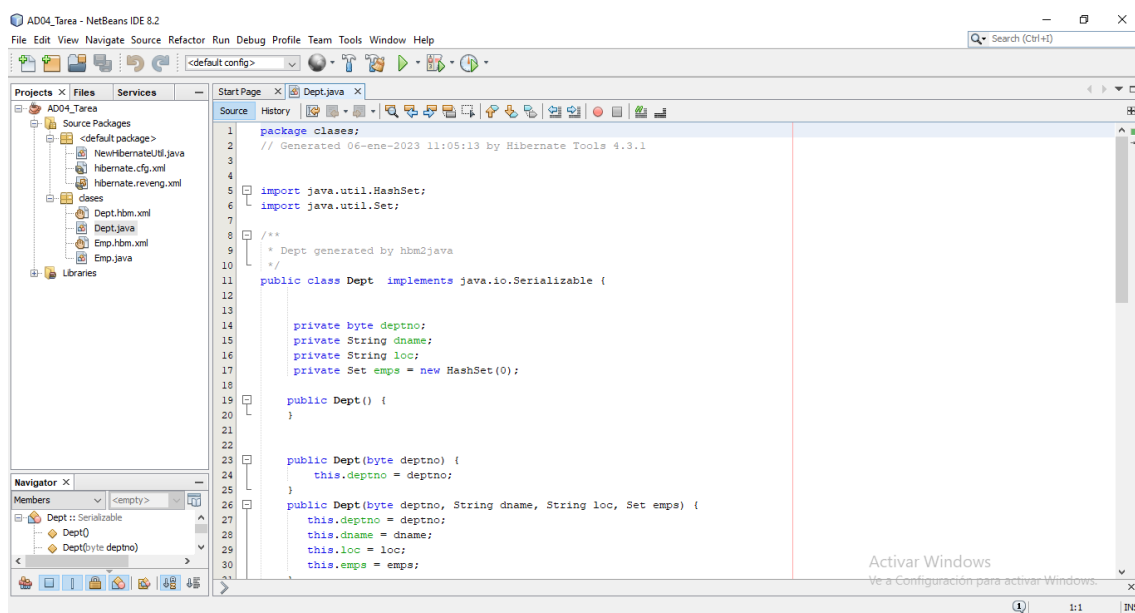 AD04_Tarea - NetBeans IDE 8.2
File Edit View Navigate Source Refactor Run Debug Profile Team Tools Window Help
Search (Ctrl+I)
<default config>
Projects Files Services
Start Page Dept.java
AD04_Tarea
Source Packages
<default package>
NewHibernateUtil.java
hibernate.cfg.xml
hibernate.reveng.xml
clases
Dept.hbm.xml
Dept.java
Emp.hbm.xml
Emp.java
Libraries
Source History
1 package clases;
2 // Generated 06-ene-2023 11:05:13 by Hibernate Tools 4.3.1
3
4
5 import java.util.HashSet;
6 import java.util.Set;
7
8 /**
9 * Dept generated by hbm2java
10 */
11 public class Dept  implements java.io.Serializable {
12
13
14 private byte deptno;
15 private String dname;
16 private String loc;
17 private Set emps = new HashSet(0);
18
19 public Dept() {
20 }
21
22
23 public Dept(byte deptno) {
24 this.deptno = deptno;
25 }
26 public Dept(byte deptno, String dname, String loc, Set emps) {
27 this.deptno = deptno;
28 this.dname = dname;
29 this.loc = loc;
30 this.emps = emps;
Navigator
Members <empty>
Dept :: Serializable
Dept()
Dept(byte deptno)
Activar Windows
Ve a Configuración para activar Windows.
1 1:1